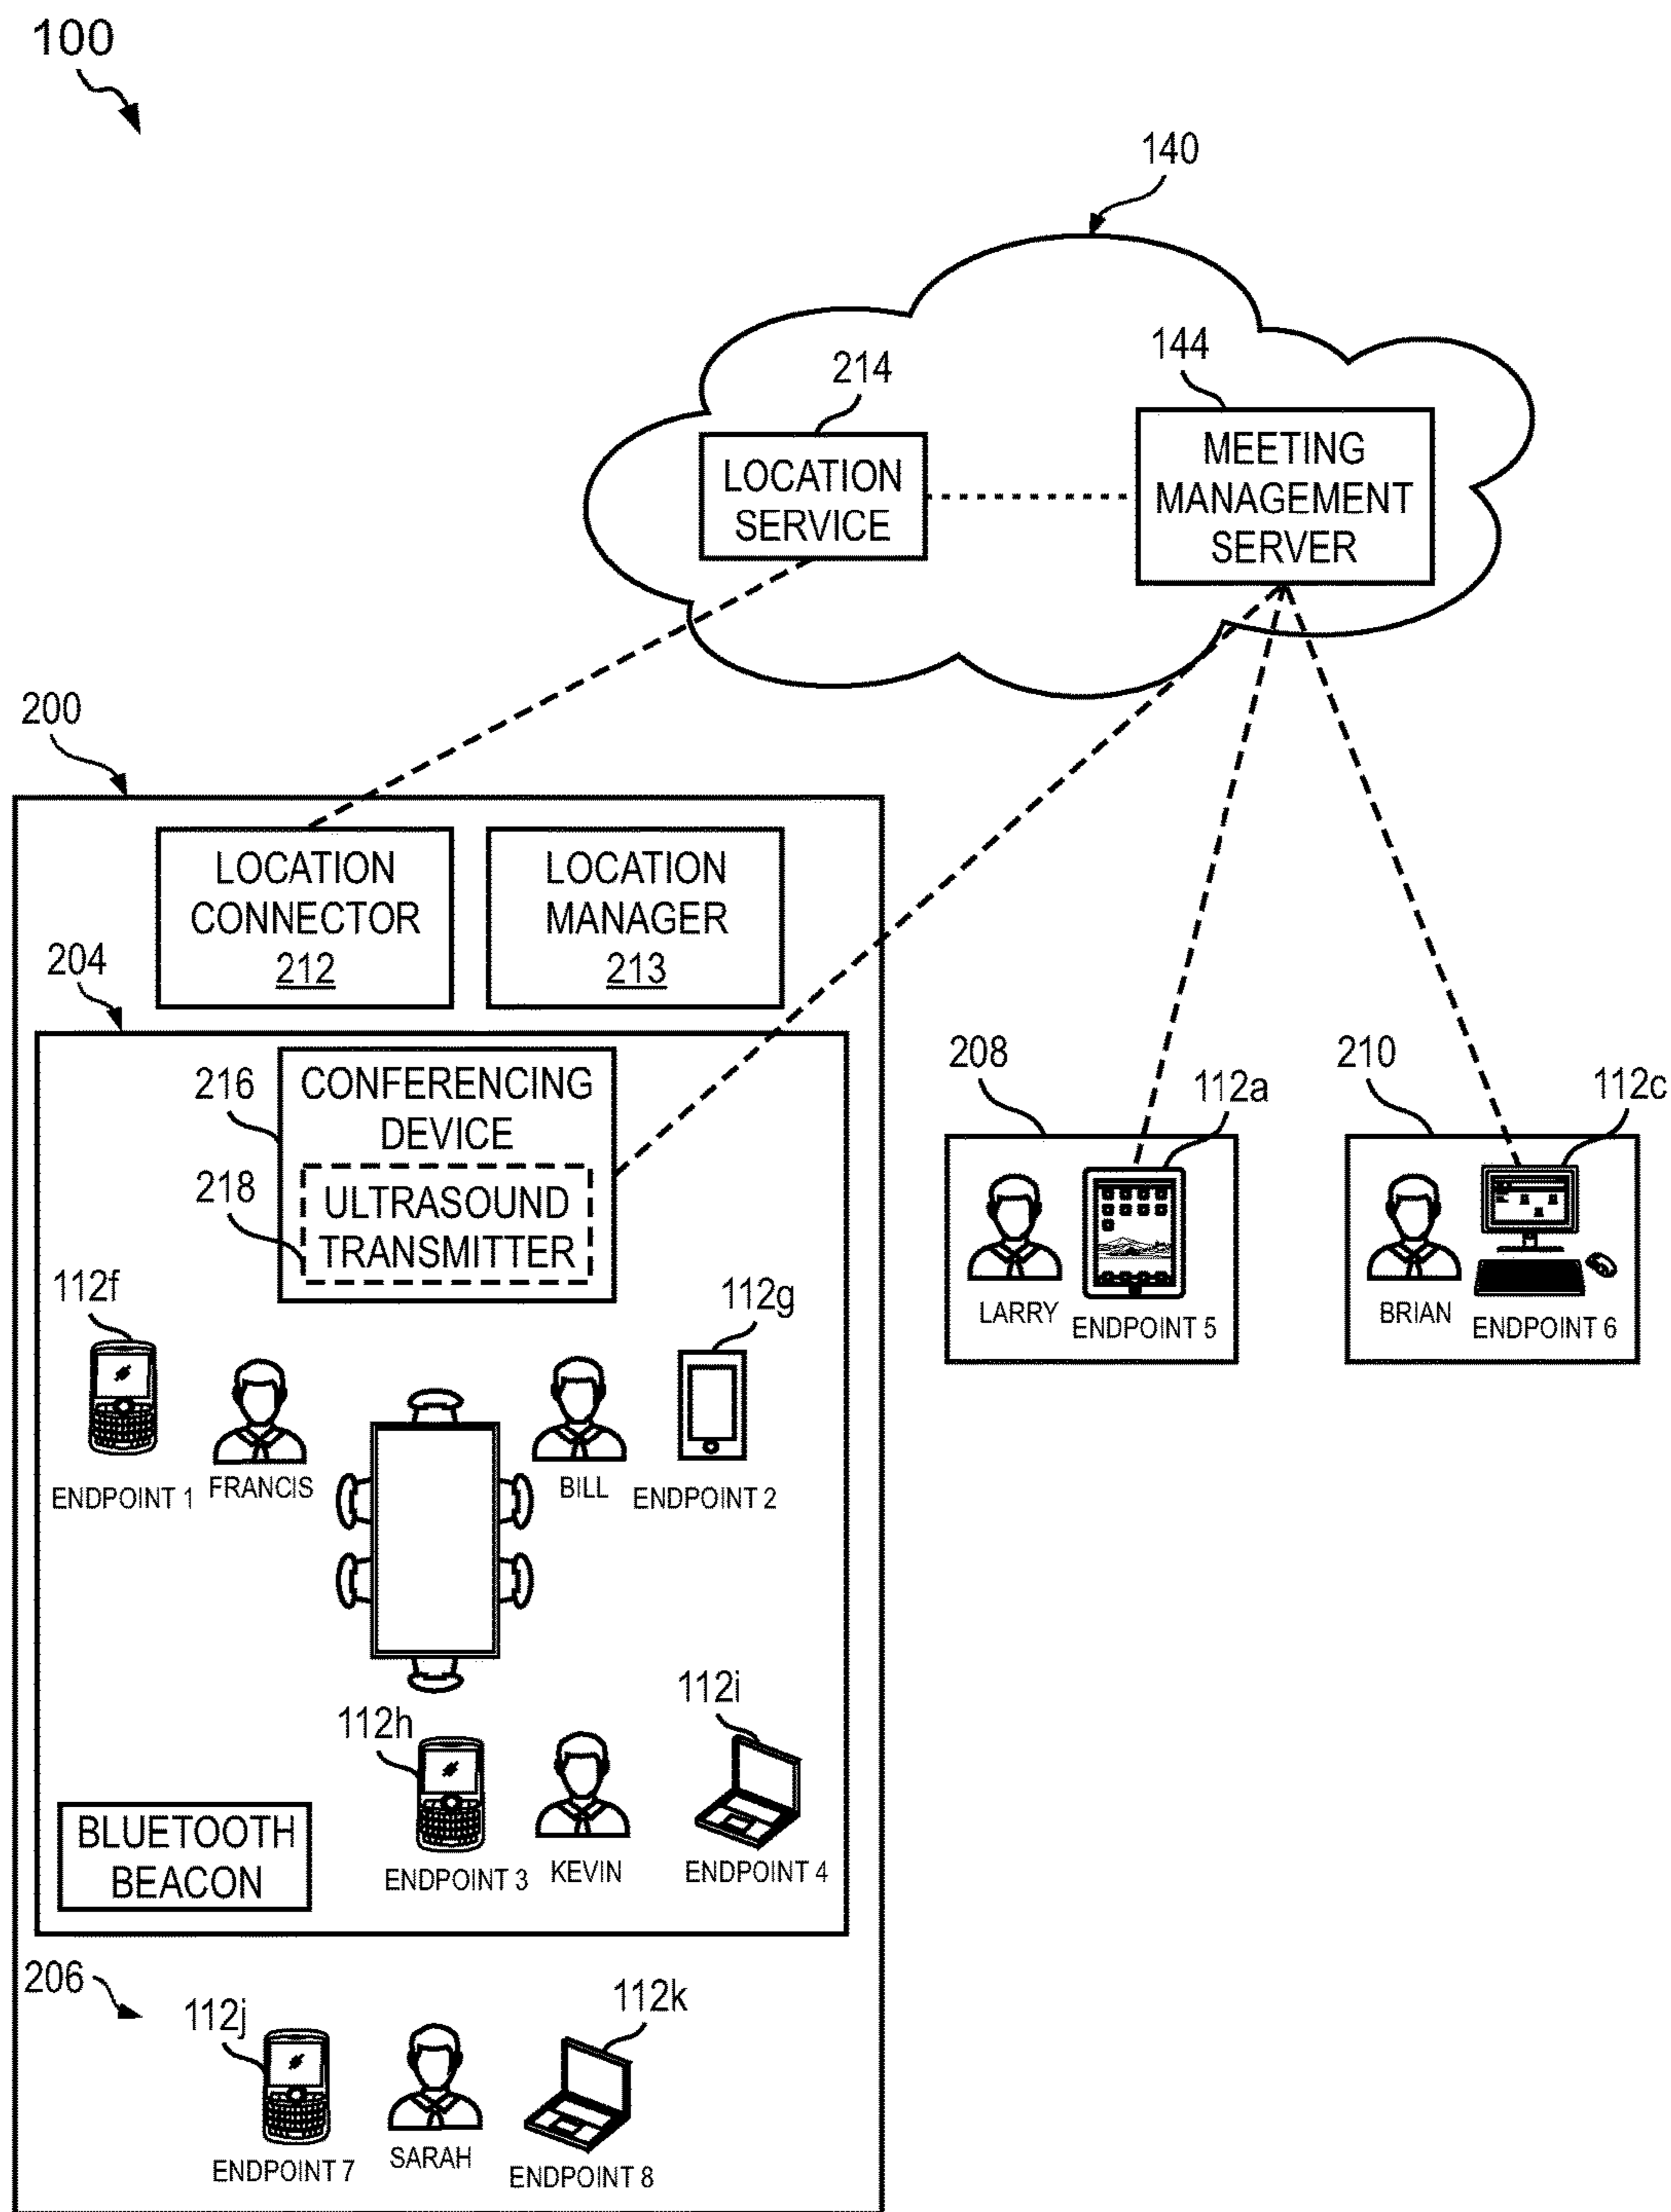 100
140
214
144
LOCATION
SERVICE
MEETING
MANAGEMENT
SERVER
200
LOCATION
CONNECTOR
212
LOCATION
MANAGER
213
204
216
CONFERENCING
DEVICE
218
ULTRASOUND
TRANSMITTER
208
112a
LARRY
ENDPOINT 5
210
112c
BRIAN
ENDPOINT 6
112f
ENDPOINT 1
FRANCIS
112g
BILL
ENDPOINT 2
112h
ENDPOINT 3
KEVIN
112i
ENDPOINT 4
BLUETOOTH
BEACON
206
112j
ENDPOINT 7
SARAH
112k
ENDPOINT 8